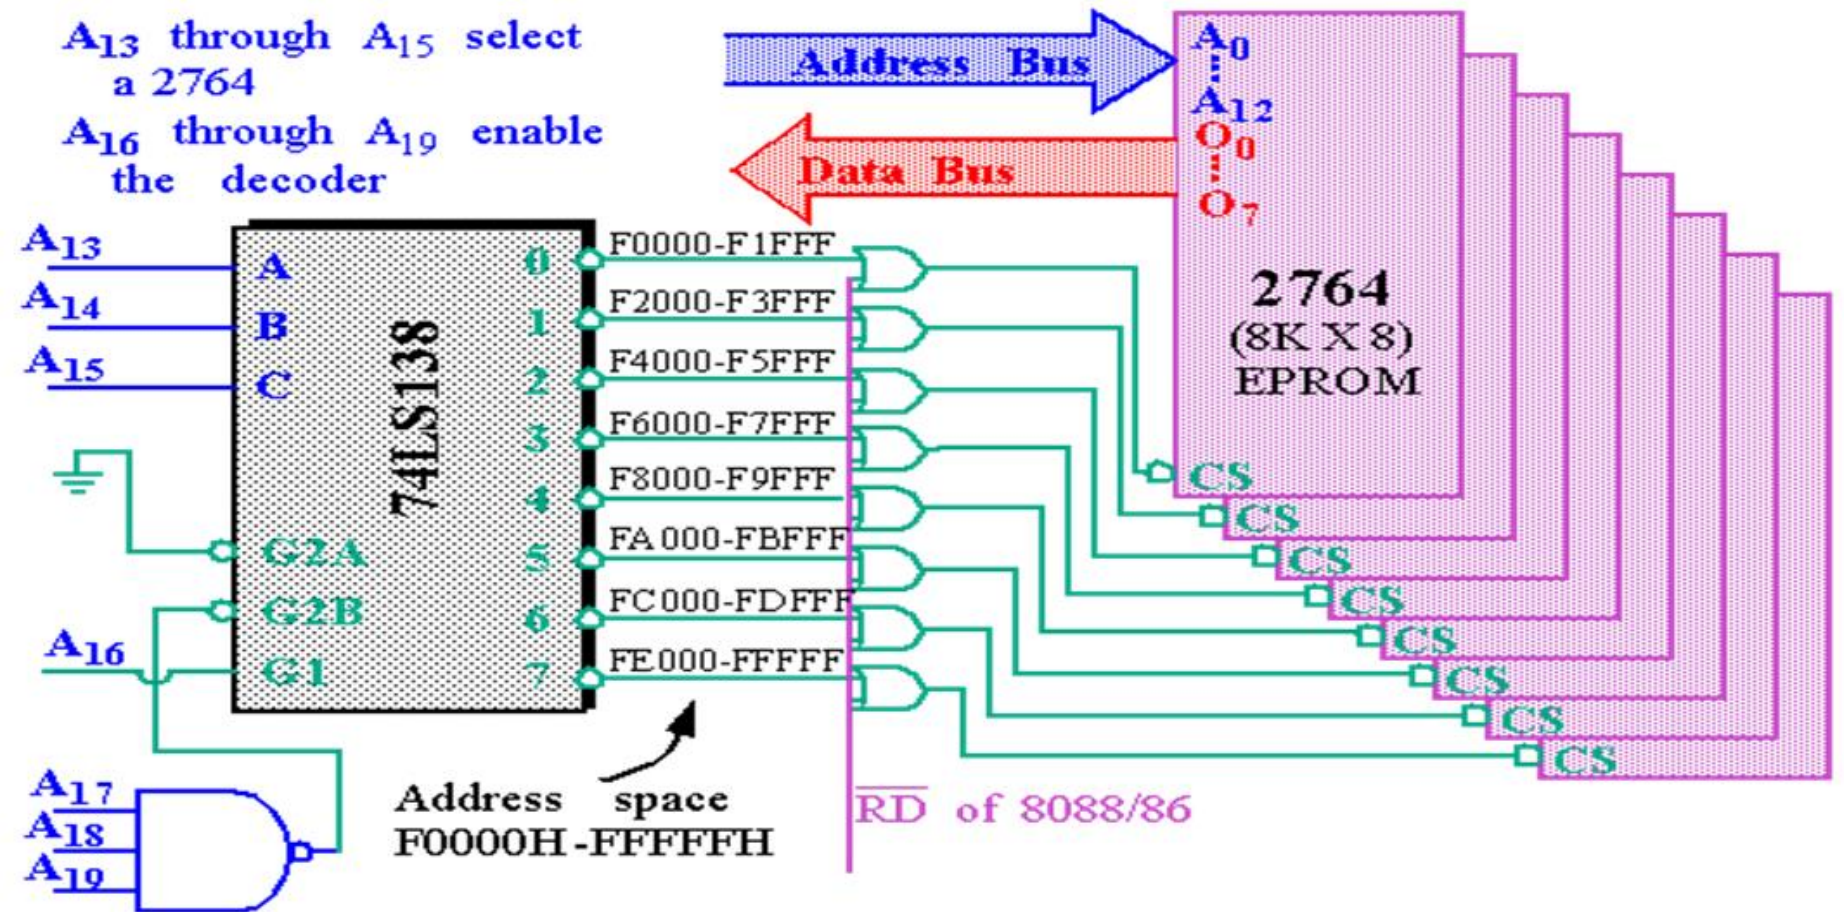 A13 through A15 select
a 2764
A16 through A19 enable
the decoder
Address Bus
Data Bus
A0
A12
O0
O7
2764
(8K X 8)
EPROM
A13
A14
A15
A
B
C
74LS138
G2A
G2B
G1
A16
0
1
2
3
4
5
6
7
F0000-F1FFF
F2000-F3FFF
F4000-F5FFF
F6000-F7FFF
F8000-F9FFF
FA000-FBFFF
FC000-FDFFF
FE000-FFFFF
CS
CS
CS
CS
CS
CS
CS
CS
A17
A18
A19
Address space
F0000H-FFFFFH
R̅D̅ of 8088/86